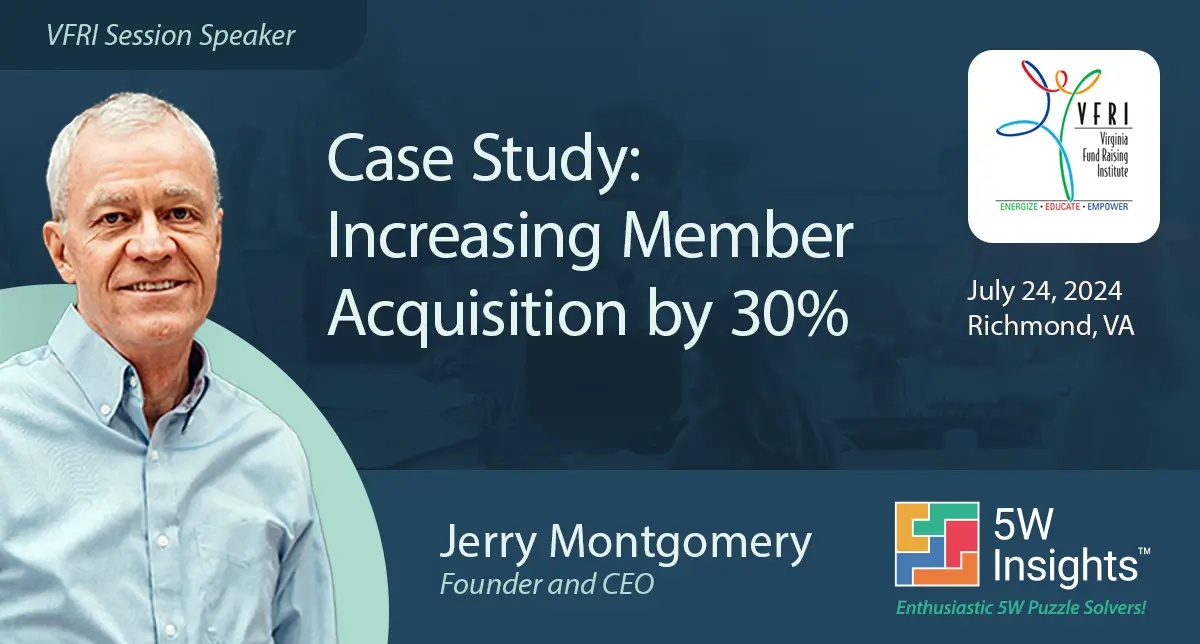 VFRI Session Speaker
Case Study:
Increasing Member
Acquisition by 30%
VFRI
Virginia
Fund Raising
Institute
ENERGIZE • EDUCATE • EMPOWER
July 24, 2024
Richmond, VA
Jerry Montgomery
Founder and CEO
5W
Insights™
Enthusiastic 5W Puzzle Solvers!